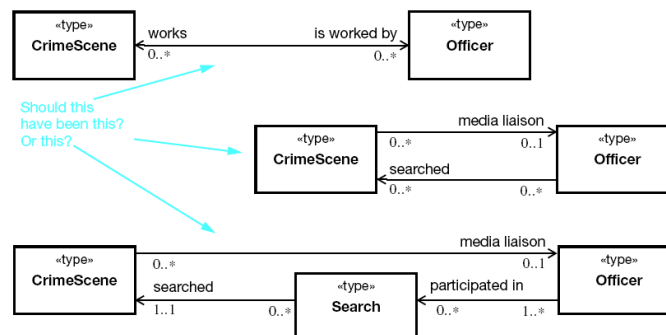 «type»
CrimeScene
works
0..*
is worked by
0..*
«type»
Officer
Should this
have been this?
Or this?
«type»
CrimeScene
0..*
media liaison
0..1
searched
0..*
0..*
«type»
Officer
«type»
CrimeScene
0..*
media liaison
0..1
searched
1..1
0..*
«type»
Search
participated in
0..*
1..*
«type»
Officer